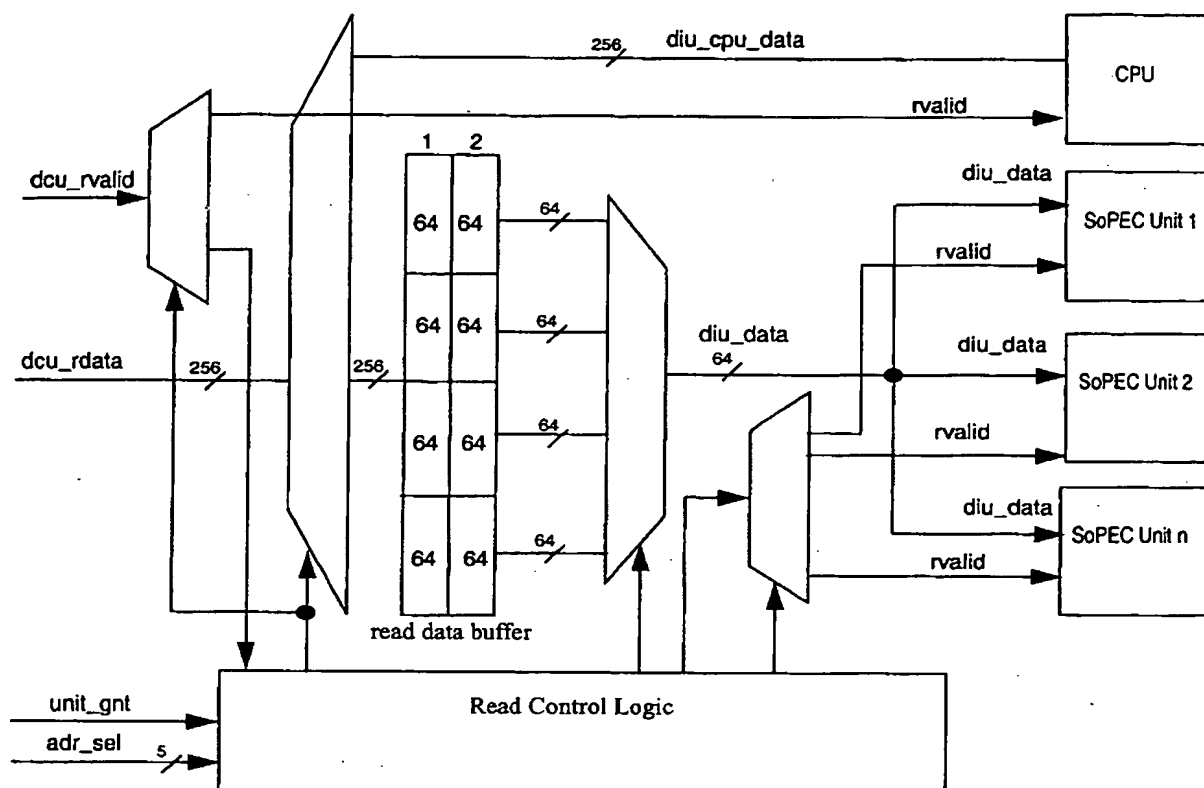 256
diu_cpu_data
CPU
rvalid
1 2
dcu_rvalid
diu_data
64
64 64
SoPEC Unit 1
rvalid
64
64 64
diu_data
64
dcu_rdata
256
256
diu_data
SoPEC Unit 2
64
64 64
rvalid
diu_data
SoPEC Unit n
64
64 64
rvalid
read data buffer
unit_gnt
Read Control Logic
adr_sel
5